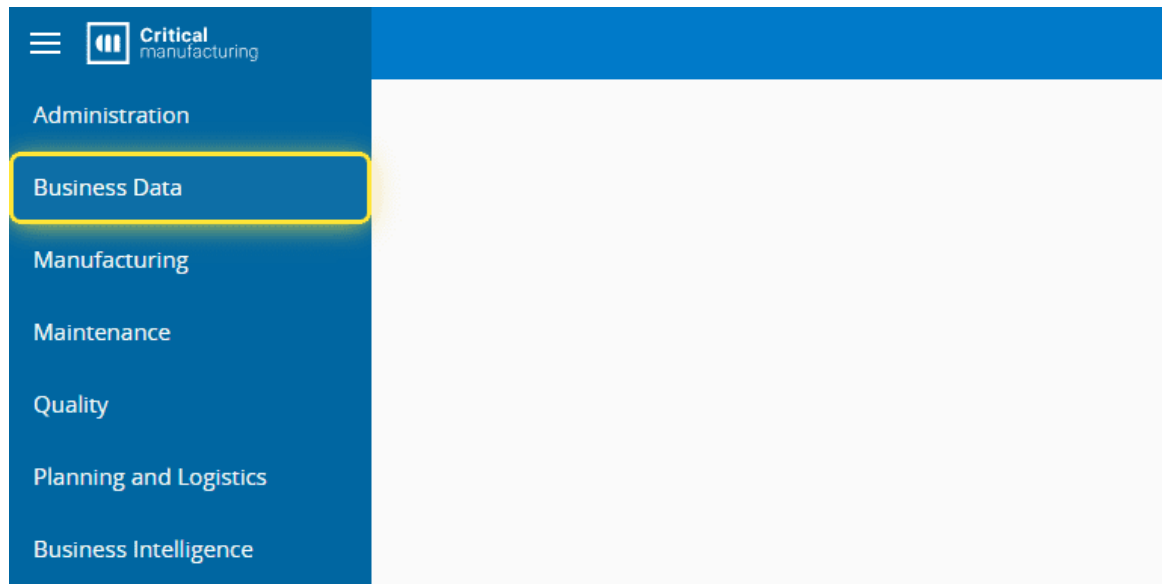 Critical
manufacturing
Administration
Business Data
Manufacturing
Maintenance
Quality
Planning and Logistics
Business Intelligence